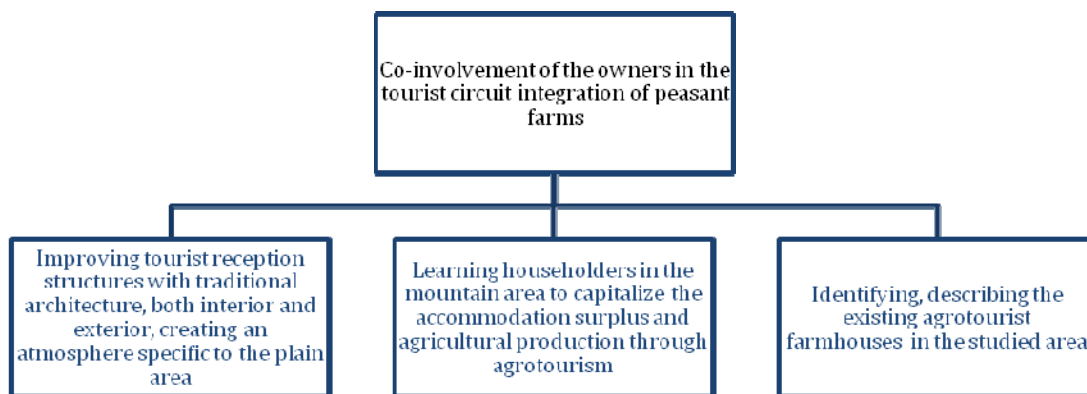 Co-involvement of the owners in the
tourist circuit integration of peasant
farms
Improving tourist reception
structures with traditional
architecture, both interior and
exterior, creating an
atmosphere specific to the plain
area
Learning householders in the
mountain area to capitalize the
accommodation surplus and
agricultural production through
agrotourism
Identifying, describing the
existing agrotourist
farmhouses in the studied area